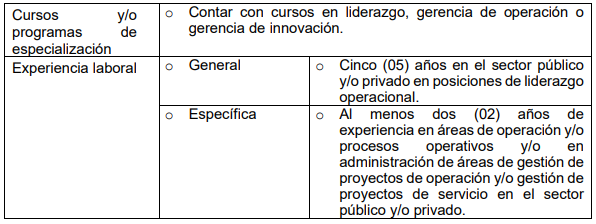 Cursos y/o
programas de
especialización
o Contar con cursos en liderazgo, gerencia de operación o
gerencia de innovación.
Experiencia laboral
o General
o Cinco (05) años en el sector público
y/o privado en posiciones de liderazgo
operacional.
o Específica
o Al menos dos (02) años de
experiencia en áreas de operación y/o
procesos operativos y/o en
administración de áreas de gestión de
proyectos de operación y/o gestión de
proyectos de servicio en el sector
público y/o privado.